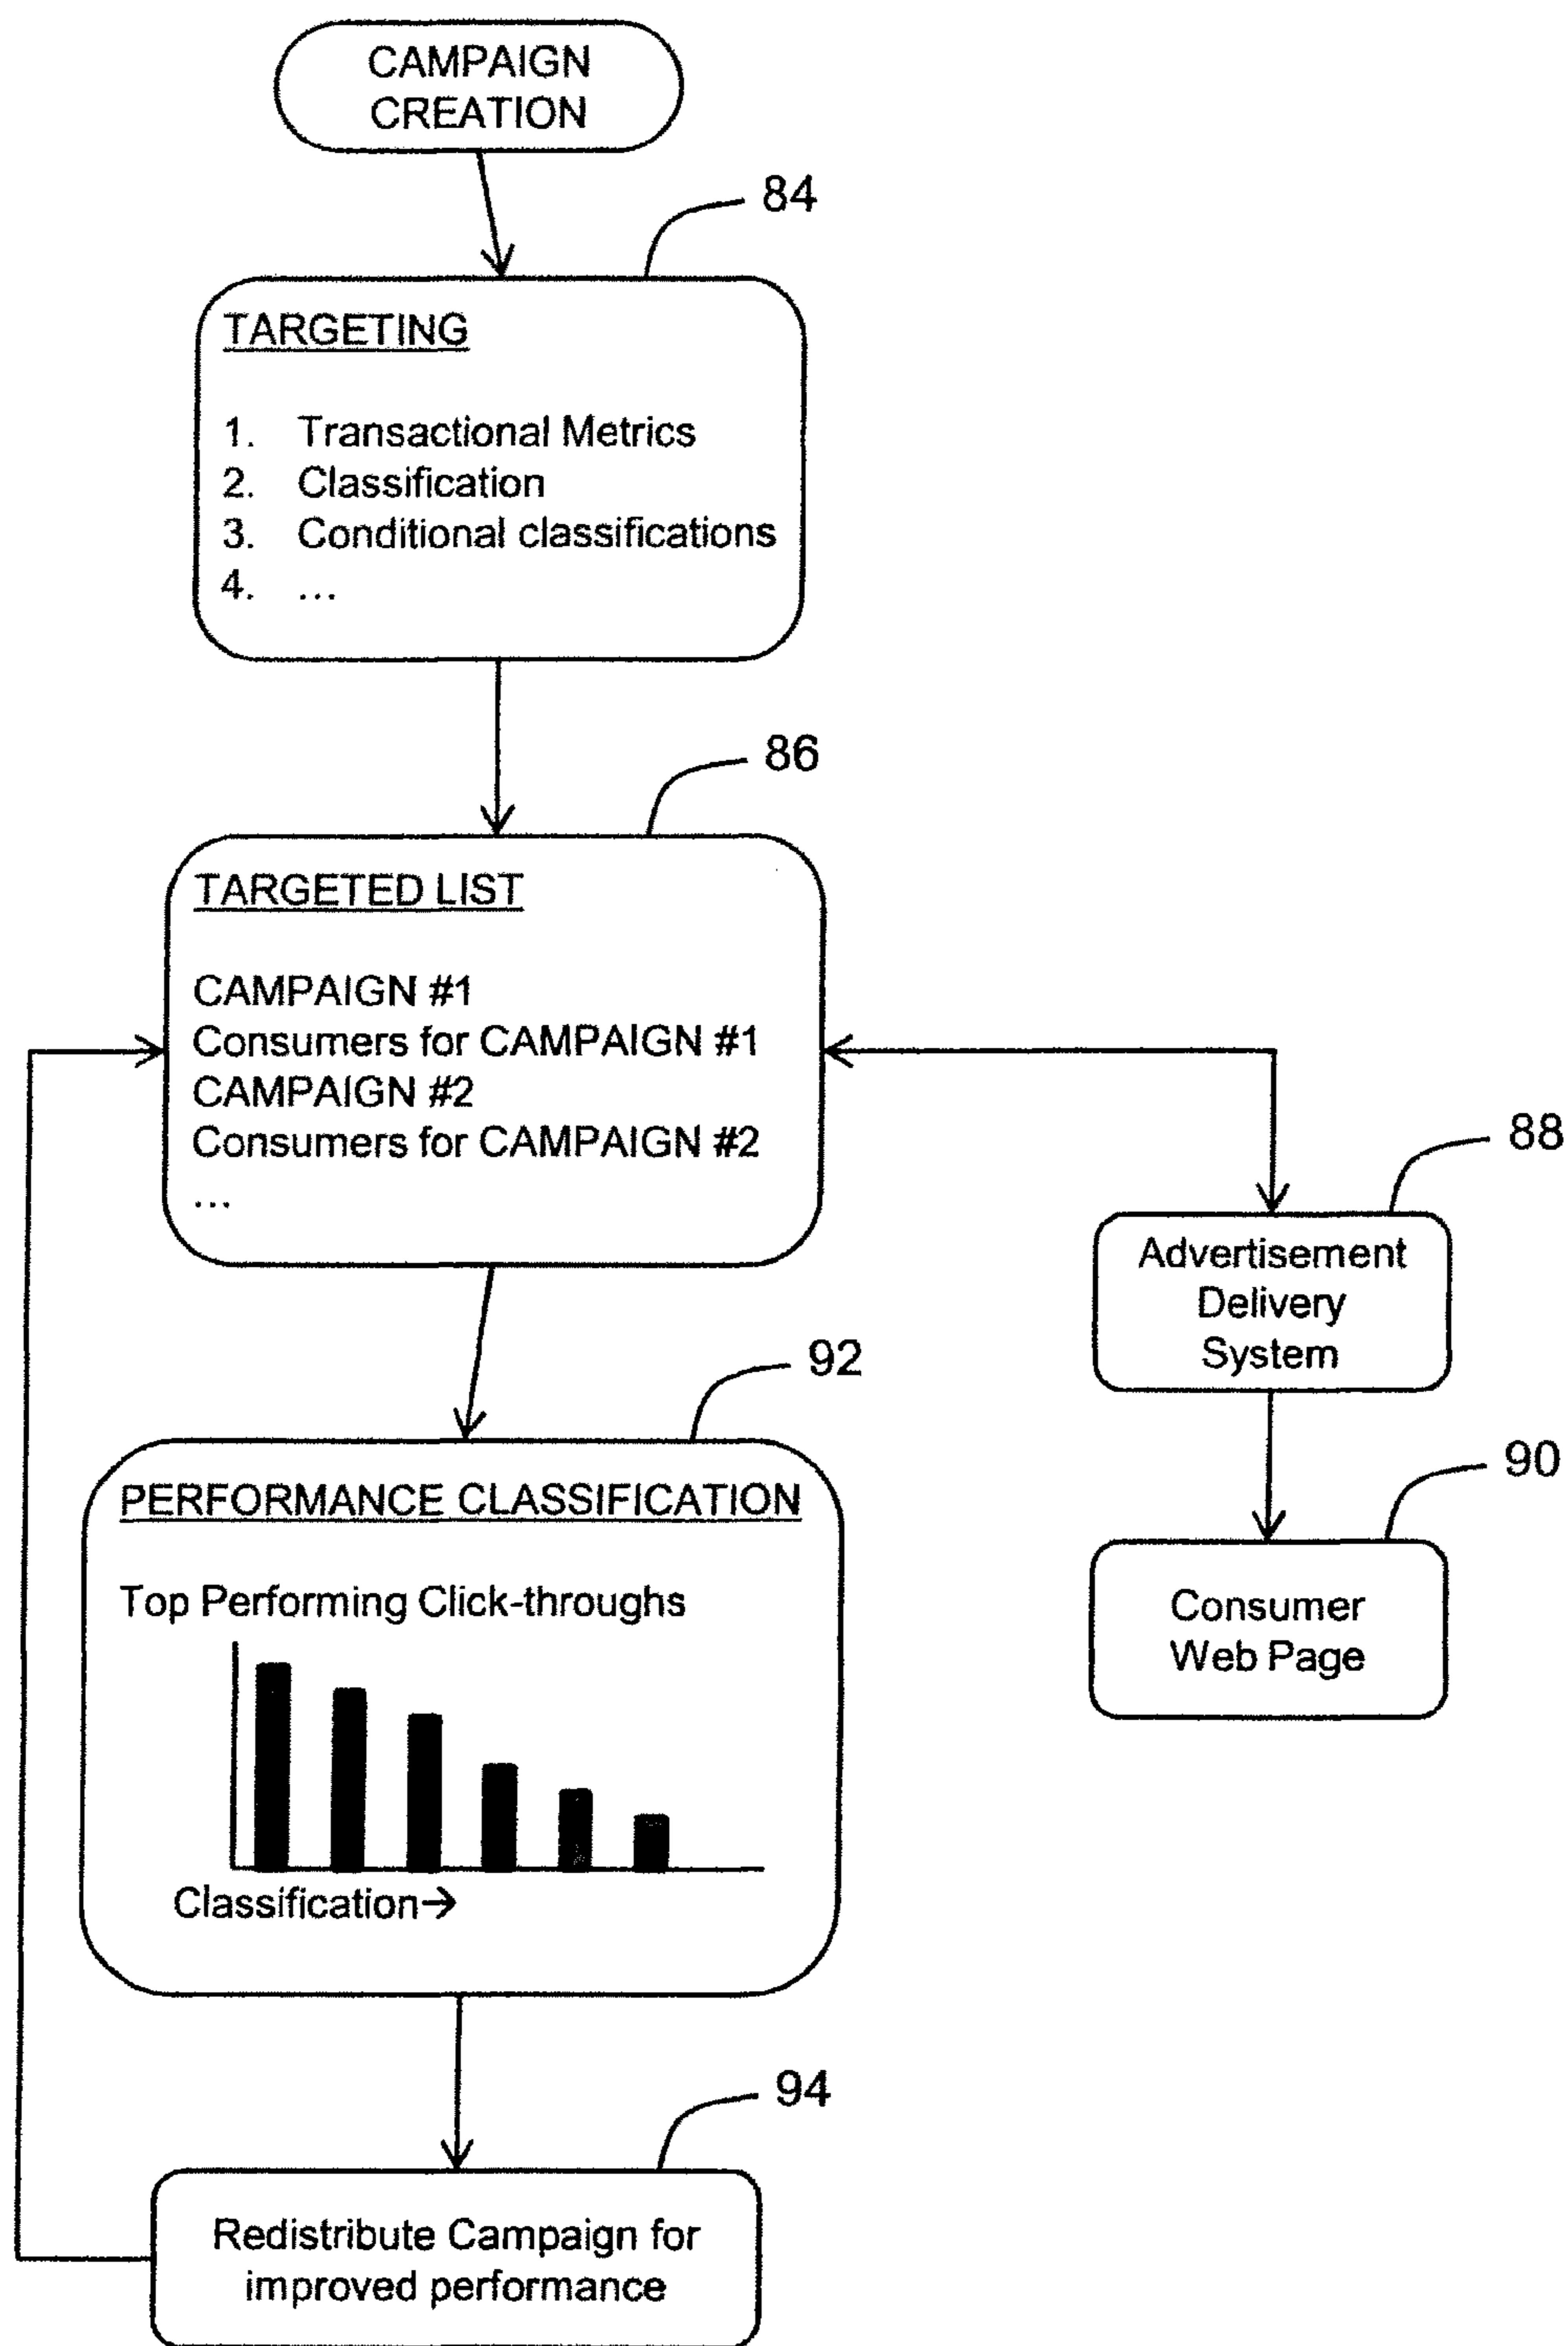 CAMPAIGN
CREATION
84
TARGETING
1. Transactional Metrics
2. Classification
3. Conditional classifications
4. ...
86
TARGETED LIST
CAMPAIGN #1
Consumers for CAMPAIGN #1
CAMPAIGN #2
Consumers for CAMPAIGN #2
...
88
Advertisement
Delivery
System
92
PERFORMANCE CLASSIFICATION
Top Performing Click-throughs
Classification→
90
Consumer
Web Page
94
Redistribute Campaign for
improved performance